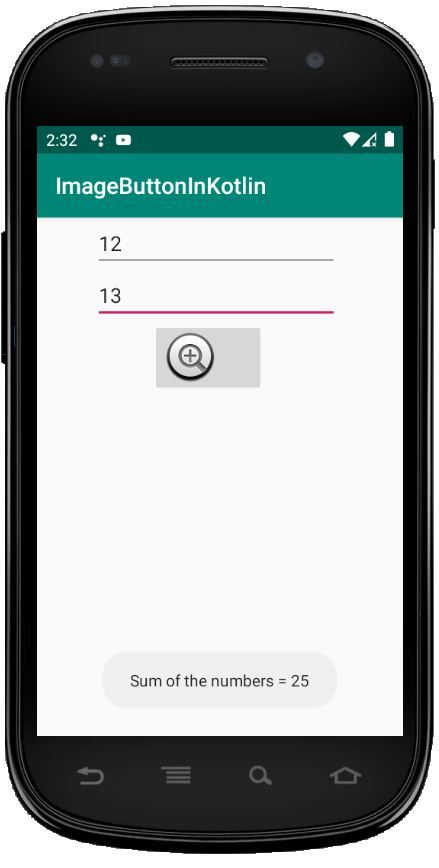 2:32
ImageButtonInKotlin
12
13
Sum of the numbers = 25